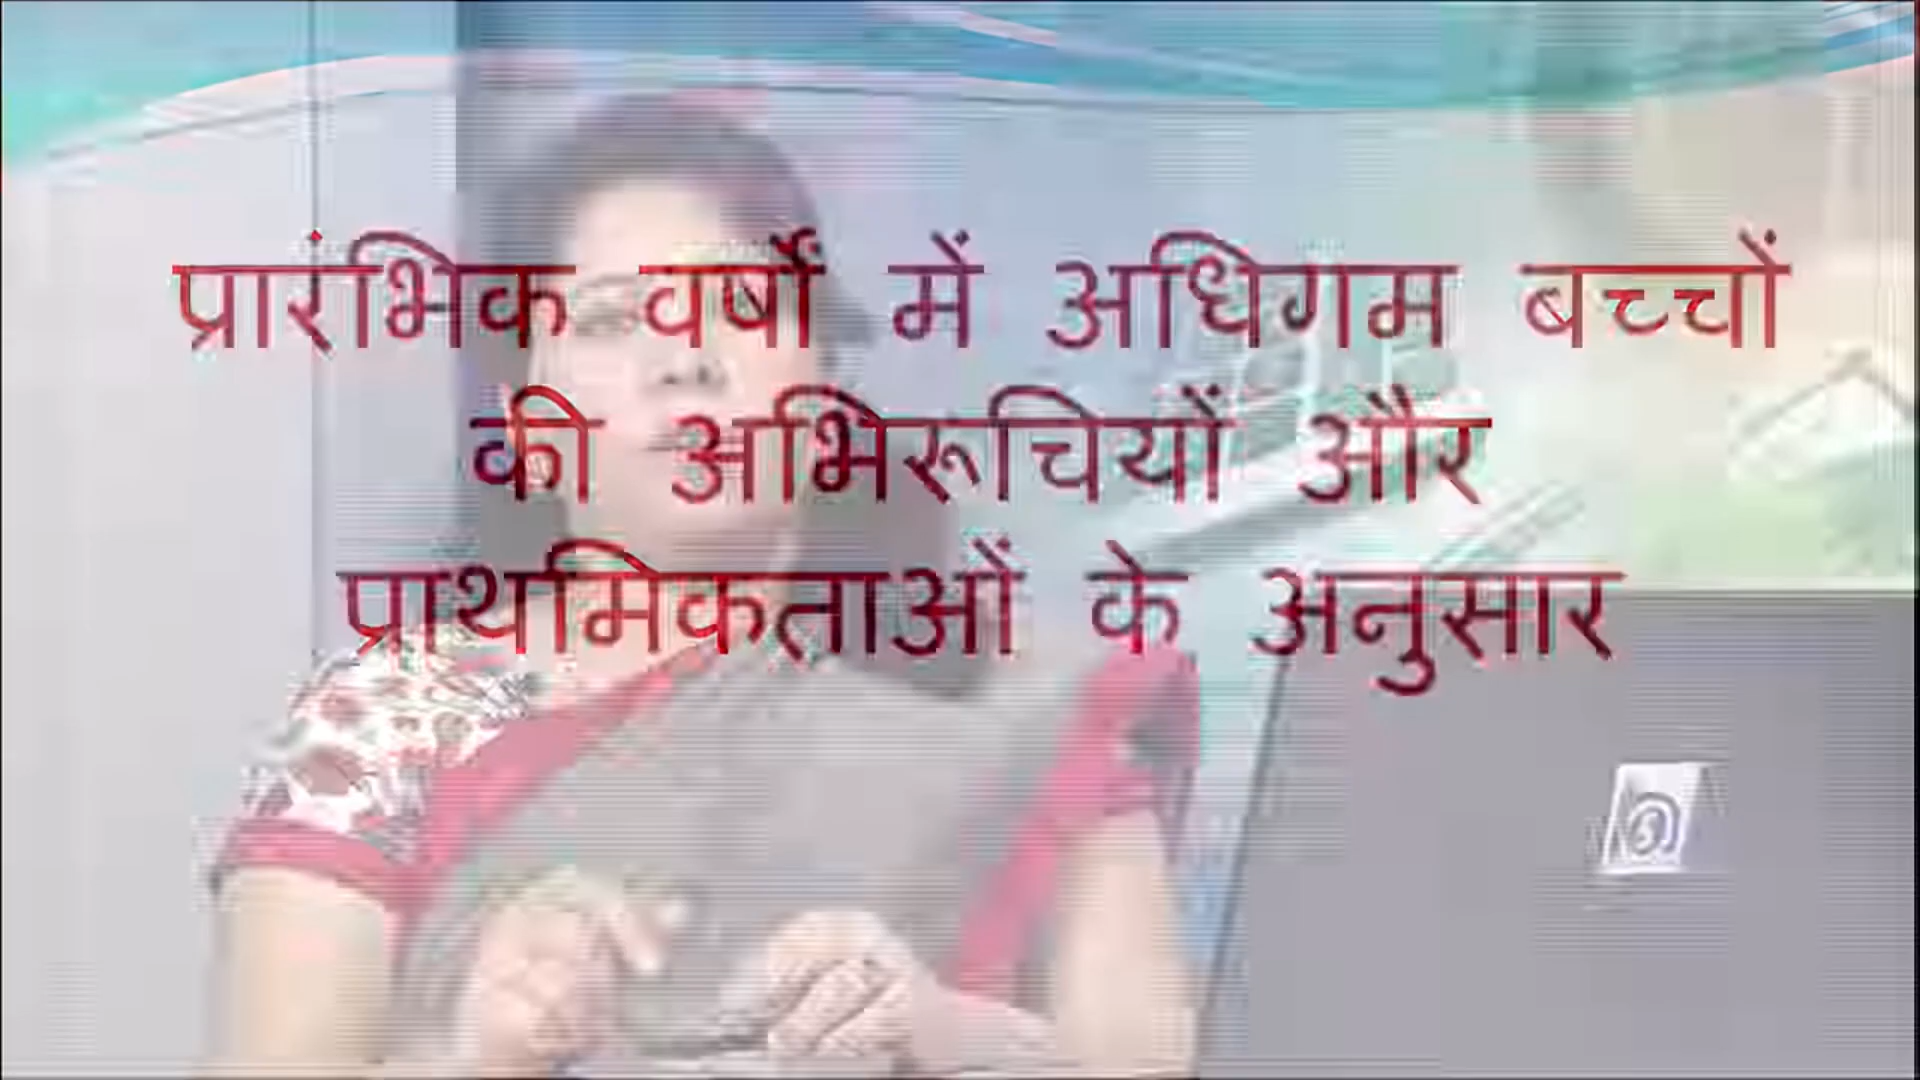 प्रारंभिक वर्षों में अधिगम बच्चों
की अभिरूचियों और
प्राथमिकताओं के अनुसार